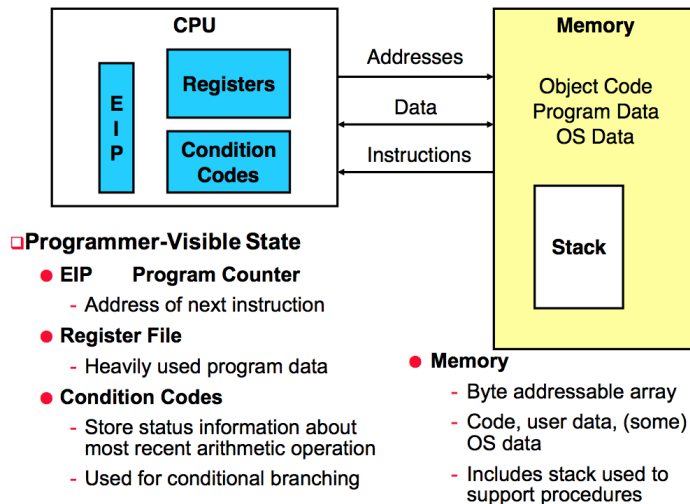 CPU
Memory
E
I
P
Registers
Condition
Codes
Addresses
Data
Instructions
Object Code
Program Data
OS Data
Stack
Programmer-Visible State
EIP Program Counter
- Address of next instruction
Register File
- Heavily used program data
Condition Codes
- Store status information about
most recent arithmetic operation
- Used for conditional branching
Memory
- Byte addressable array
- Code, user data, (some)
OS data
- Includes stack used to
support procedures